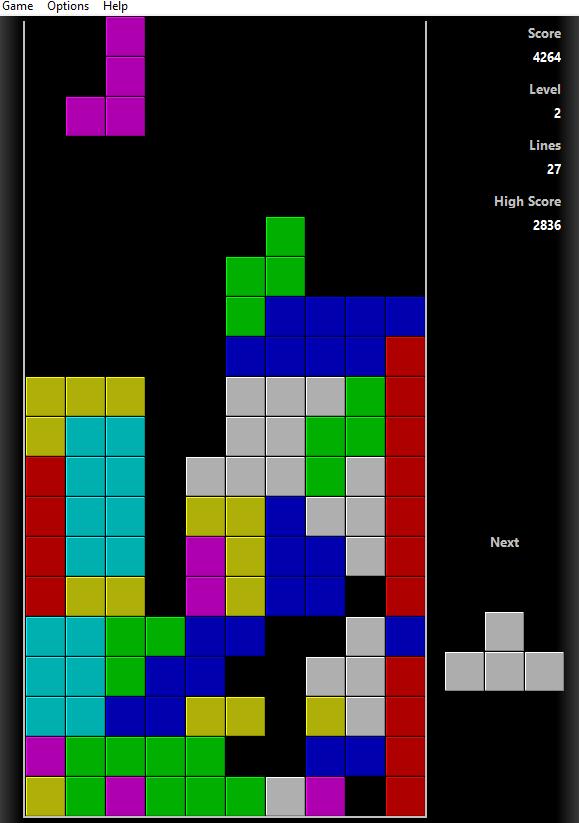 Game Options Help
Score
4264
Level
2
Lines
27
High Score
2836
Next